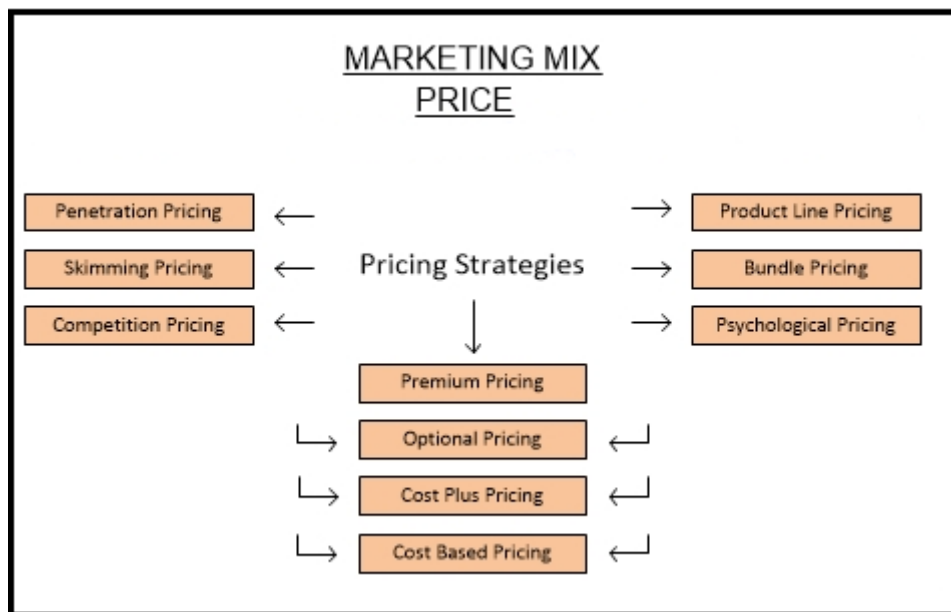 MARKETING MIX
PRICE
Penetration Pricing
Product Line Pricing
Skimming Pricing
Pricing Strategies
Bundle Pricing
Competition Pricing
Psychological Pricing
Premium Pricing
Optional Pricing
Cost Plus Pricing
Cost Based Pricing